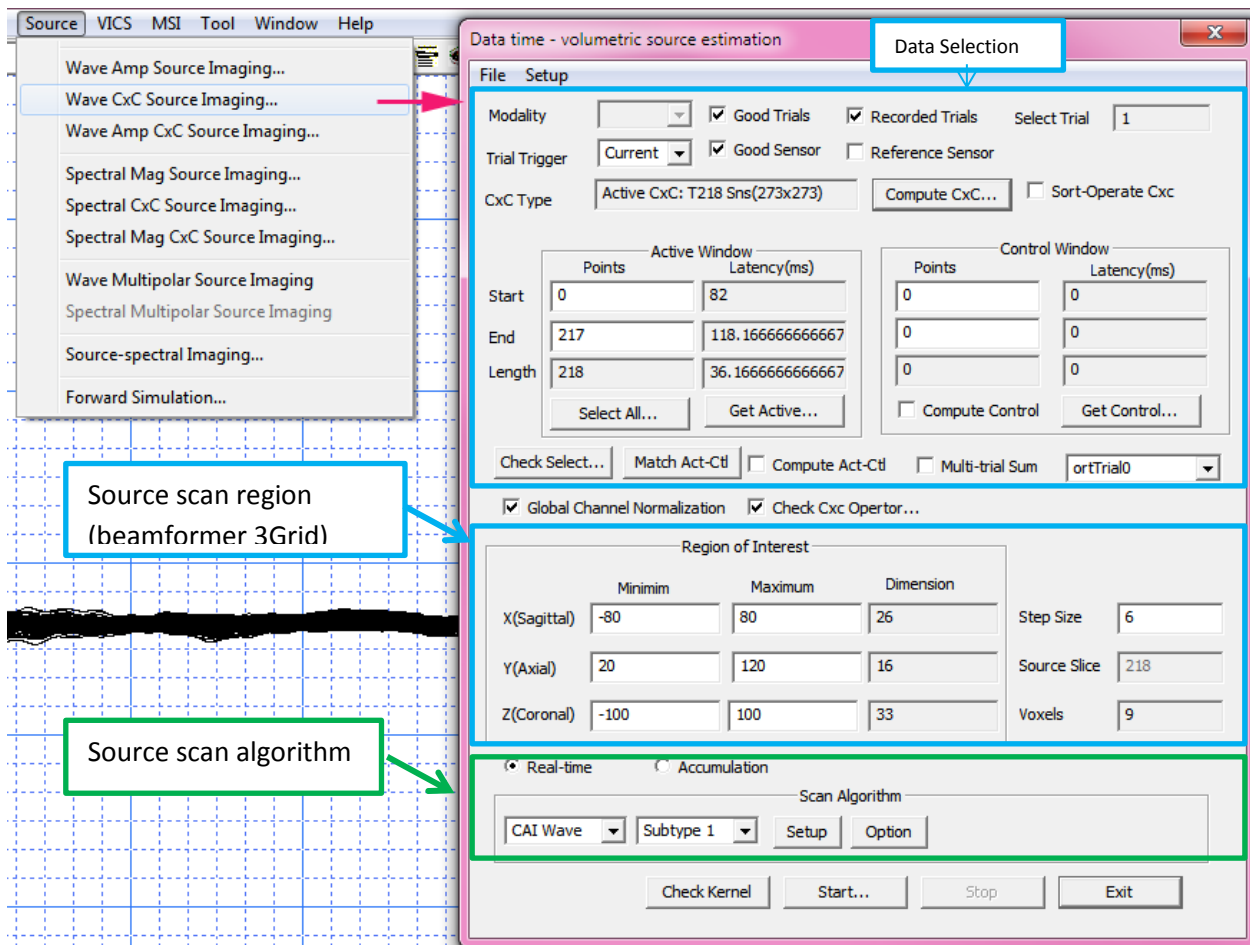 Source VICS MSI Tool Window Help
Wave Amp Source Imaging...
Wave CxC Source Imaging...
Wave Amp CxC Source Imaging...
Spectral Mag Source Imaging...
Spectral CxC Source Imaging...
Spectral Mag CxC Source Imaging...
Wave Multipolar Source Imaging
Spectral Multipolar Source Imaging
Source-spectral Imaging...
Forward Simulation...
Source scan region
(beamformer 3Grid)
Source scan algorithm
Data time - volumetric source estimation
Data Selection
File Setup
Modality Good Trials Recorded Trials Select Trial 1
Trial Trigger Current Good Sensor Reference Sensor
CxC Type Active CxC: T218 Sns(273x273) Compute CxC... Sort-Operate Cxc
Active Window Control Window
Points Latency(ms) Points Latency(ms)
Start 0 82 0 0
End 217 118.166666666667 0 0
Length 218 36.1666666666667 0 0
Select All... Get Active... Compute Control Get Control...
Check Select... Match Act-Ctl Compute Act-Ctl Multi-trial Sum ortTrial0
Global Channel Normalization Check Cxc Opertor...
Region of Interest
Minimim Maximum Dimension
X(Sagittal) -80 80 26 Step Size 6
Y(Axial) 20 120 16 Source Slice 218
Z(Coronal) -100 100 33 Voxels 9
Real-time Accumulation
Scan Algorithm
CAI Wave Subtype 1 Setup Option
Check Kernel Start... Stop Exit